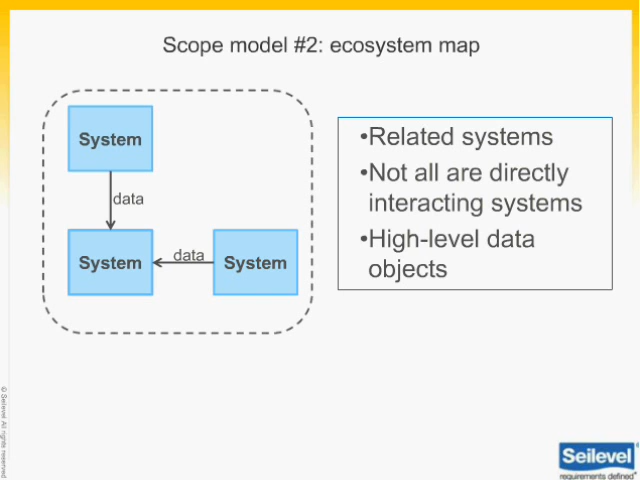 Scope model #2: ecosystem map
System
data
System
data
System
•Related systems
•Not all are directly
interacting systems
•High-level data
objects
© Seilevel All rights reserved
Seilevel
requirements defined